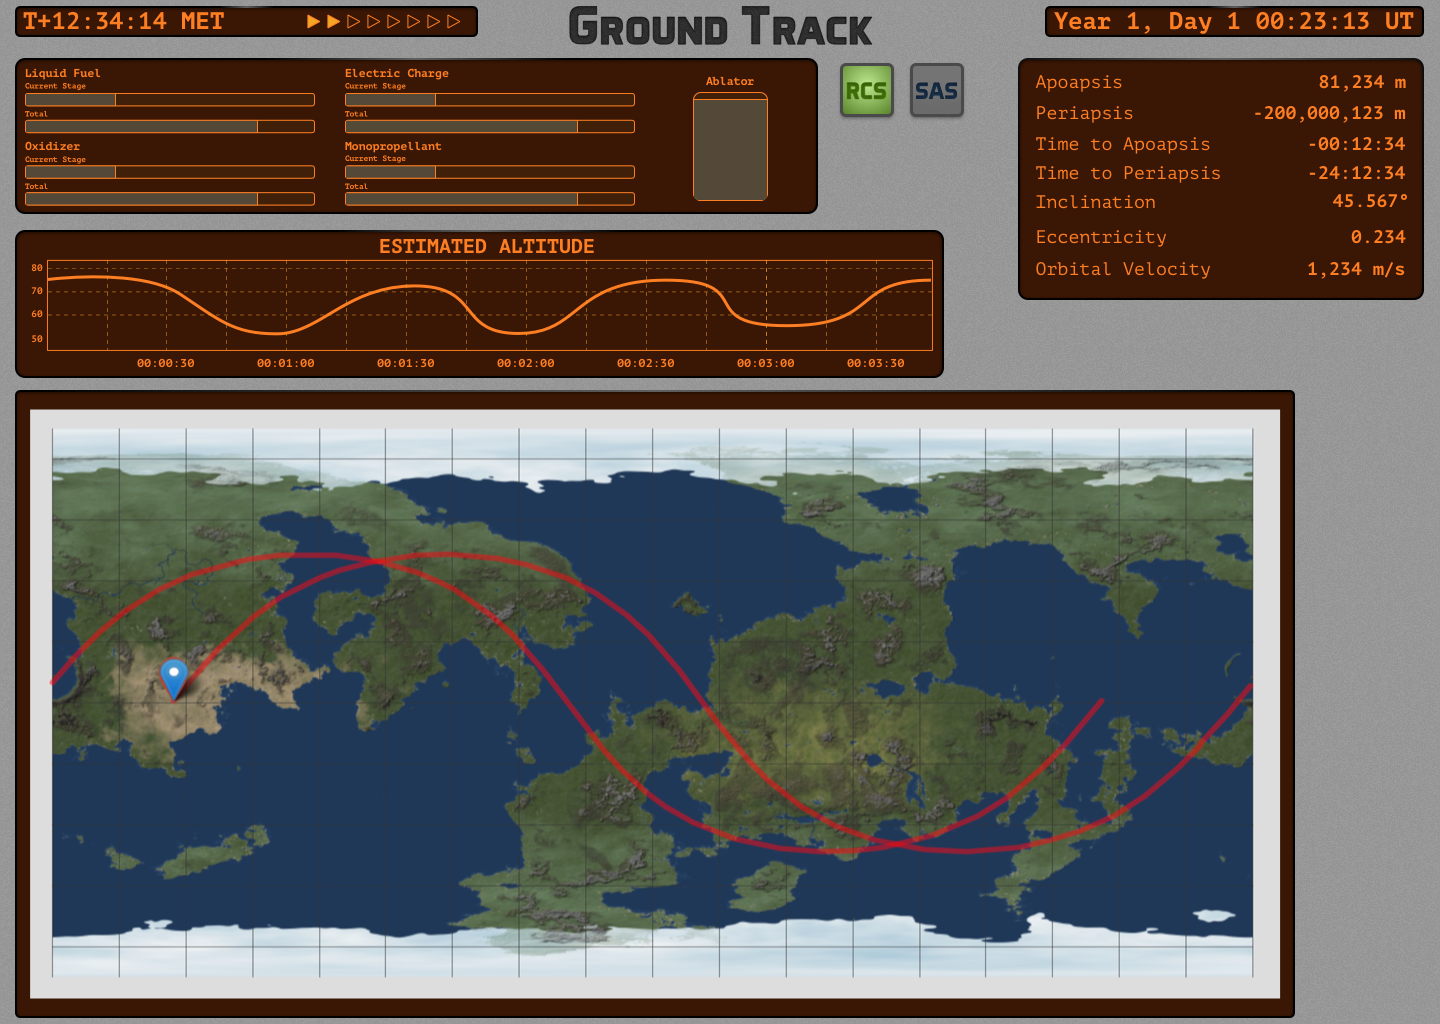 T+12:34:14 MET
Ground Track
Year 1, Day 1 00:23:13 UT
Liquid Fuel
Current Stage
Total
Oxidizer
Current Stage
Total
Electric Charge
Current Stage
Total
Monopropellant
Current Stage
Total
Ablator
RCS
SAS
Apoapsis 81,234 m
Periapsis -200,000,123 m
Time to Apoapsis -00:12:34
Time to Periapsis -24:12:34
Inclination 45.567°
Eccentricity 0.234
Orbital Velocity 1,234 m/s
ESTIMATED ALTITUDE
80
70
60
50
00:00:30 00:01:00 00:01:30 00:02:00 00:02:30 00:03:00 00:03:30